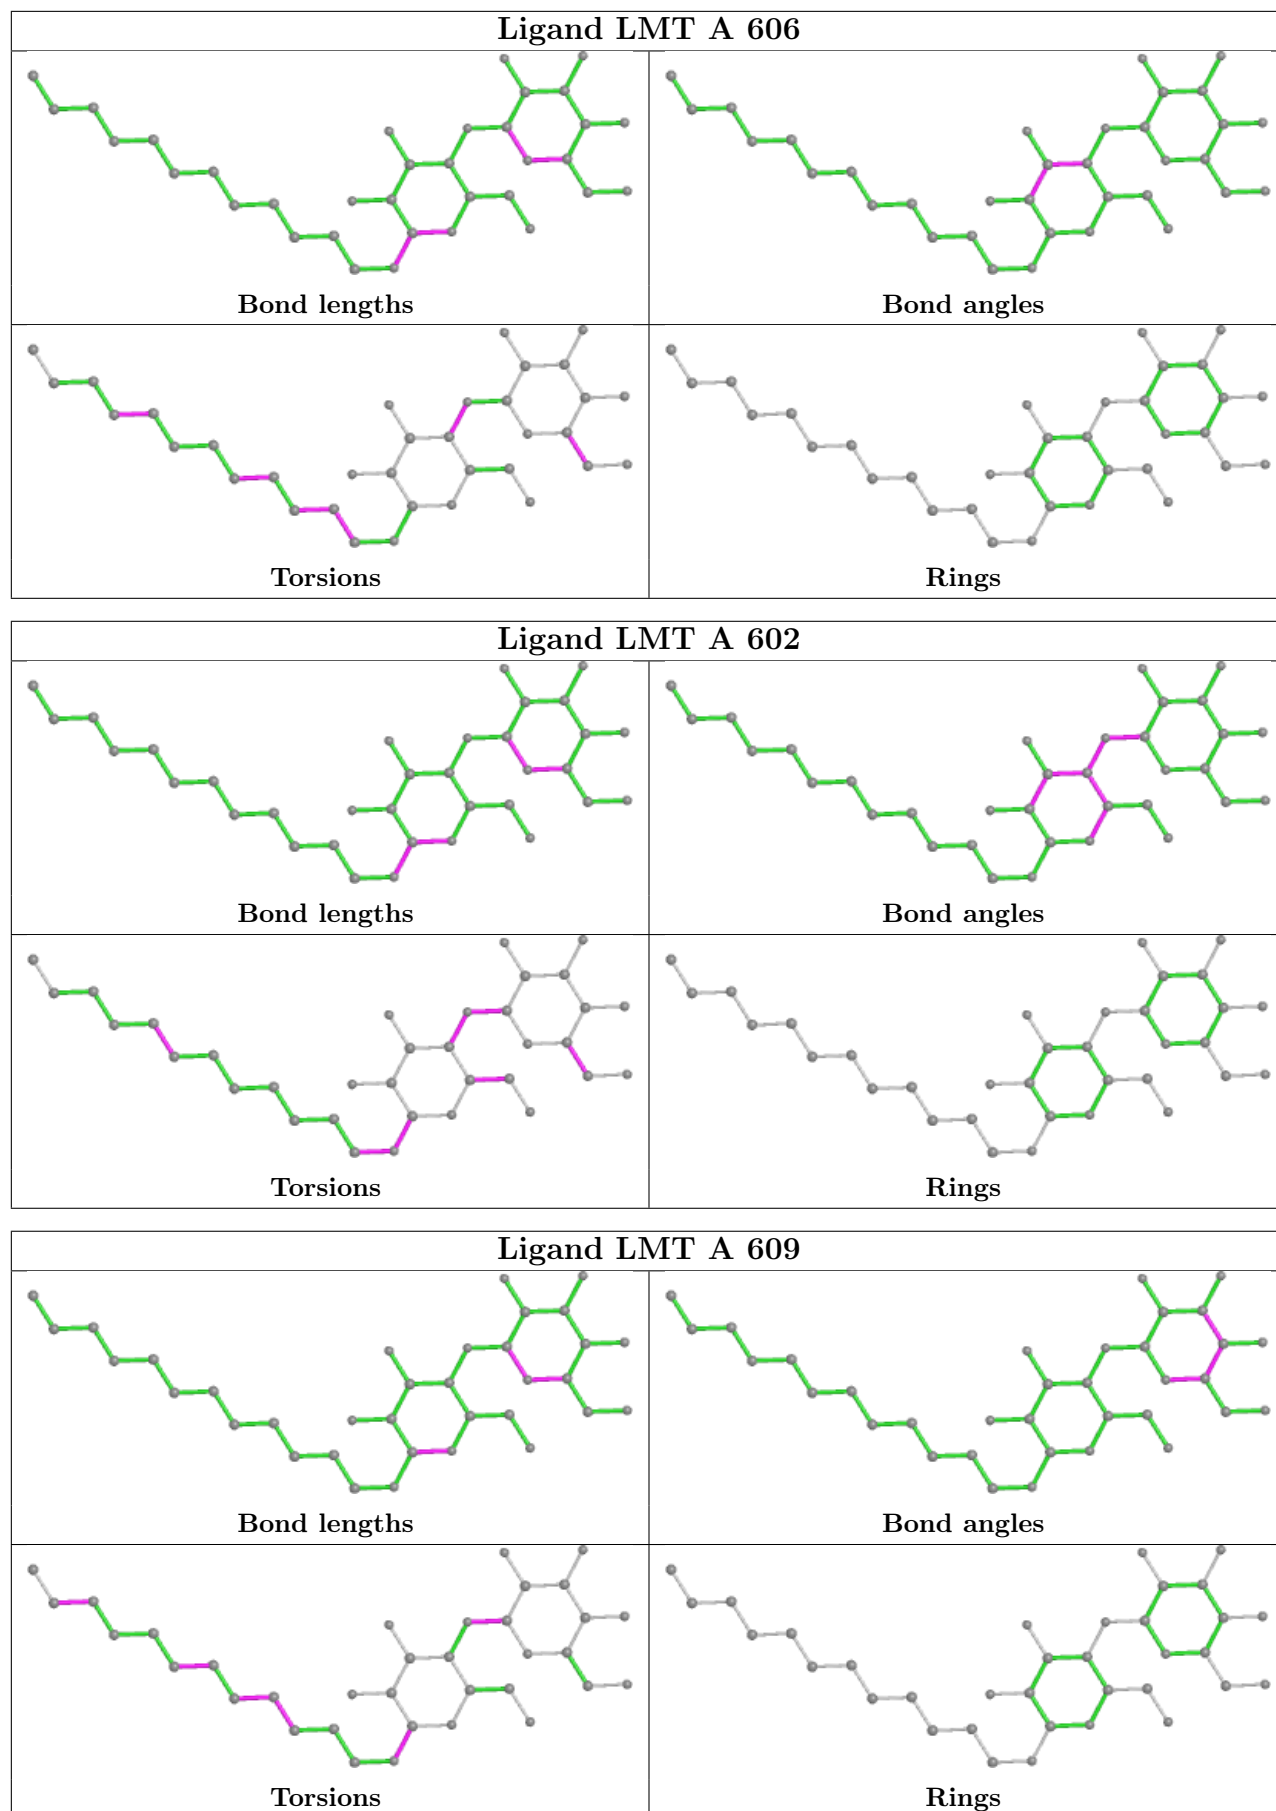 Ligand LMT A 606
Bond lengths
Bond angles
Torsions
Rings
Ligand LMT A 602
Bond lengths
Bond angles
Torsions
Rings
Ligand LMT A 609
Bond lengths
Bond angles
Torsions
Rings